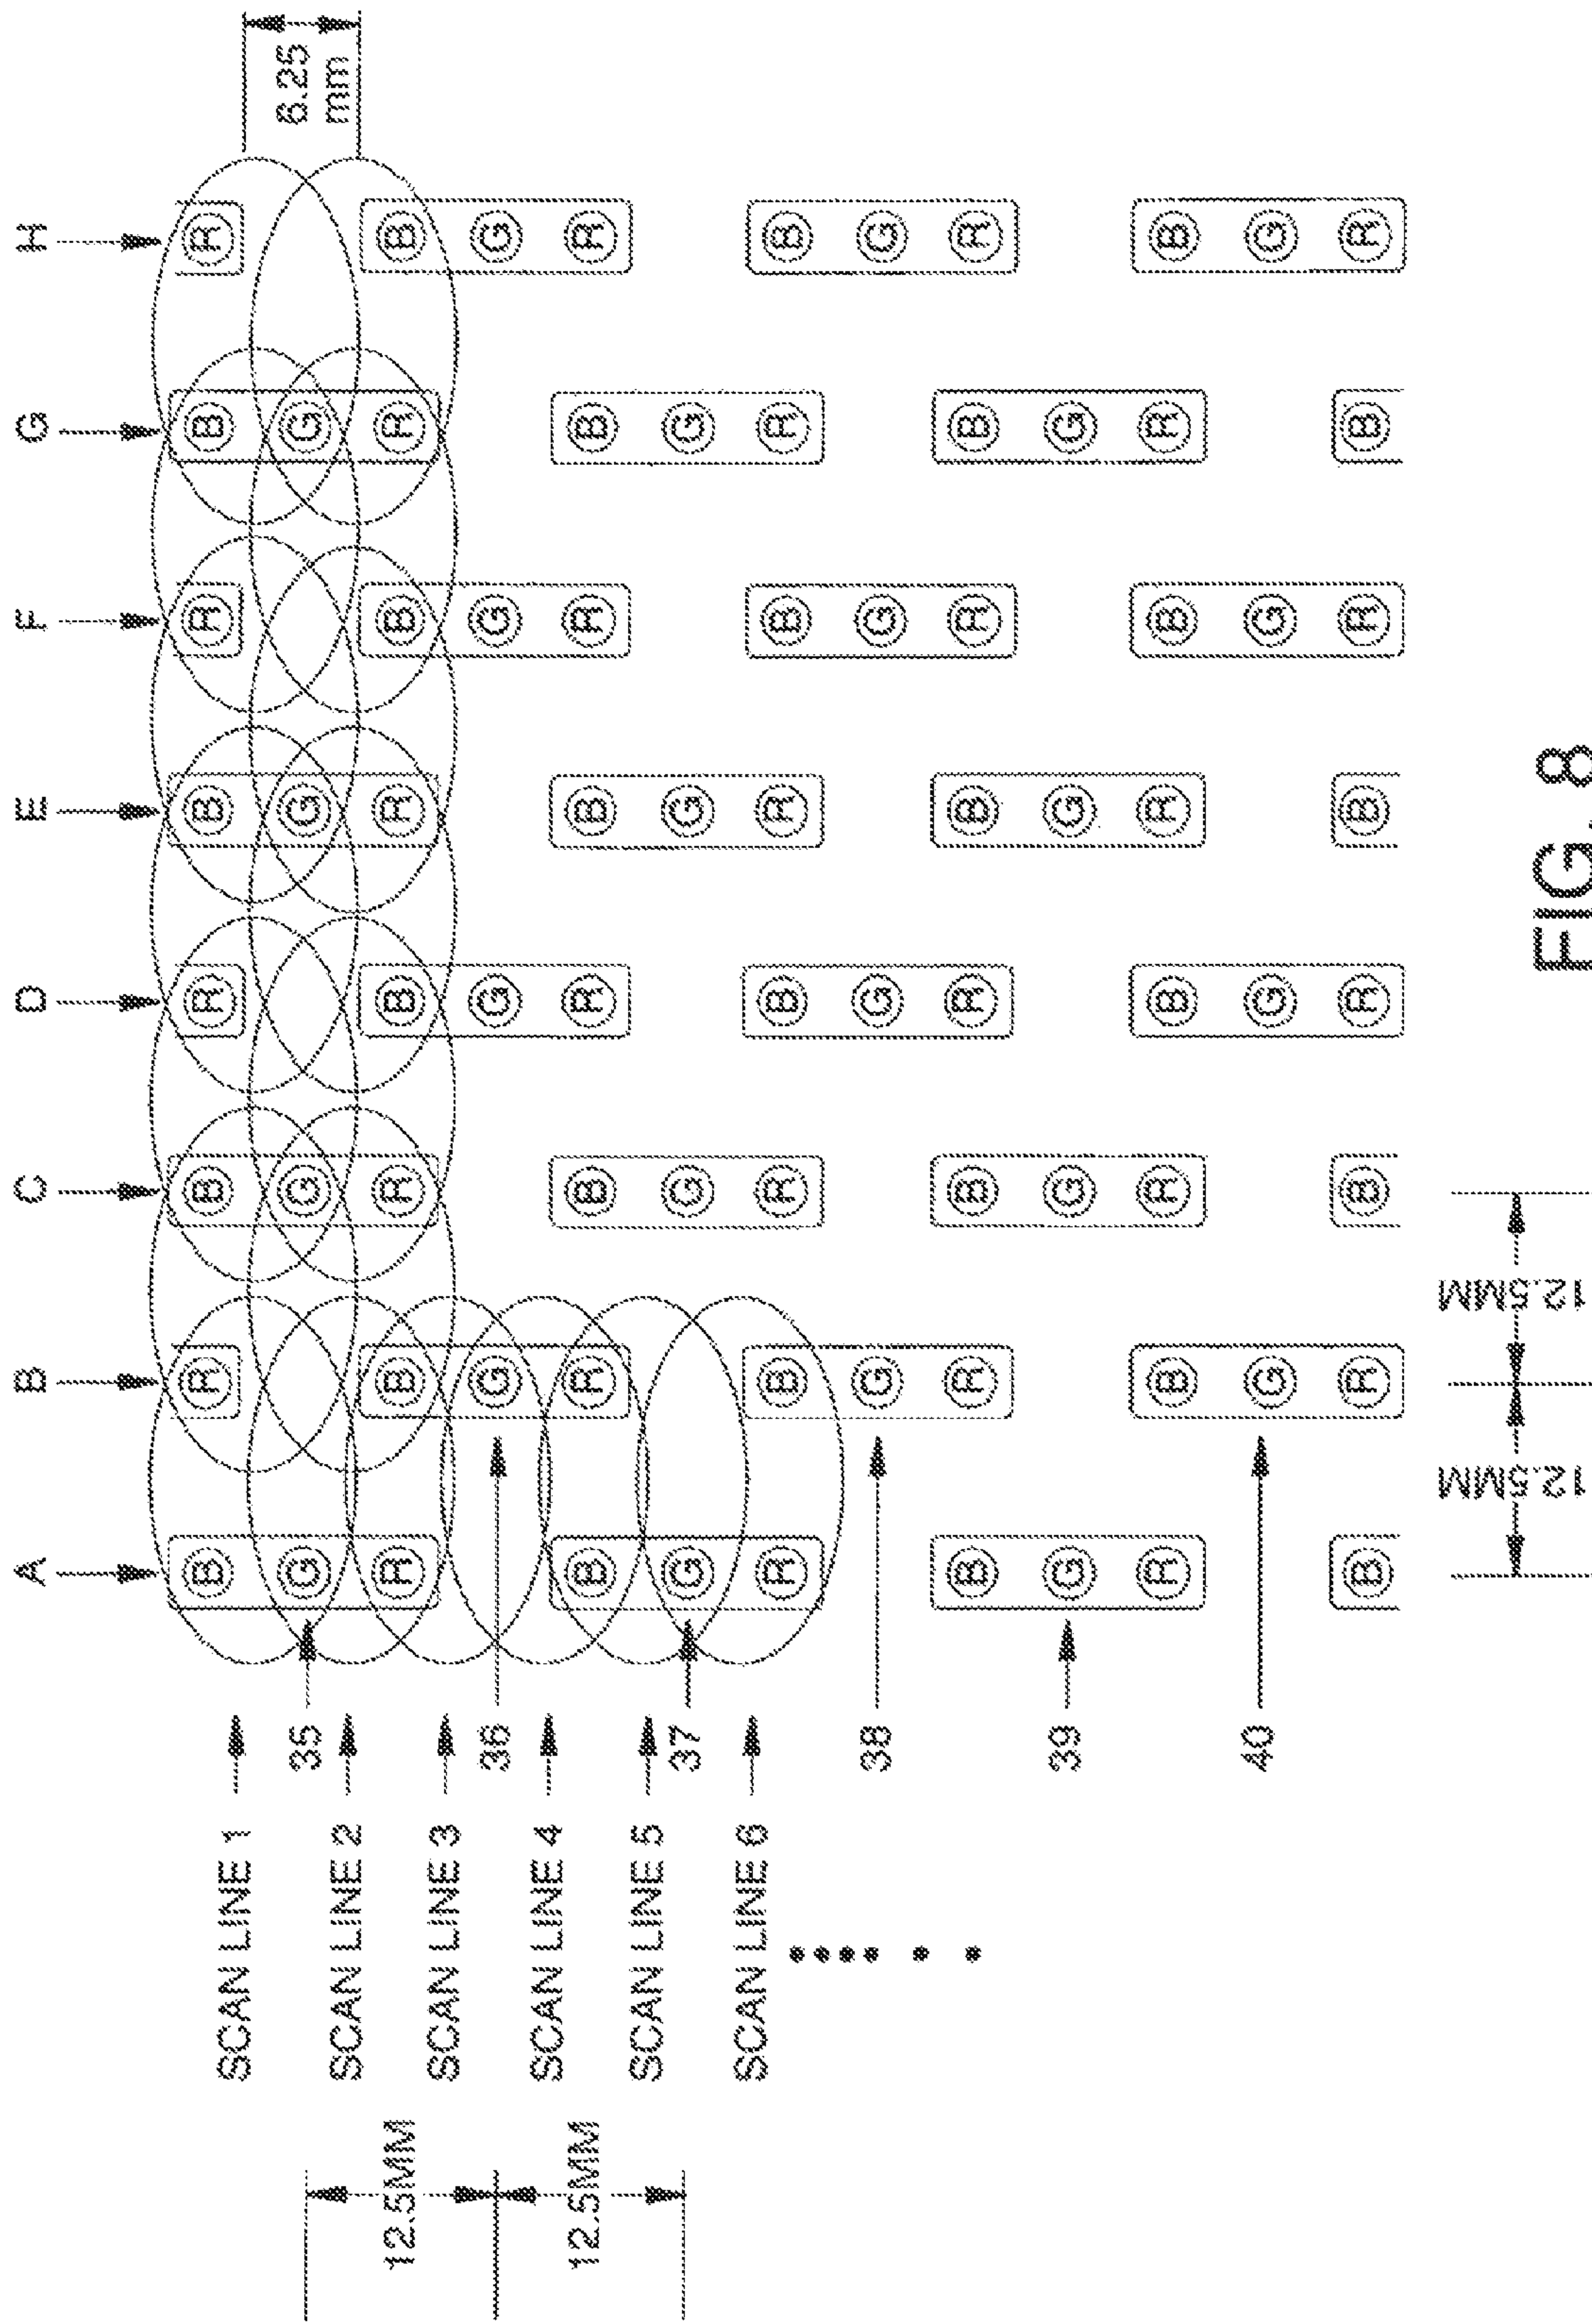 A B C D E F G H
B R B R B R B R
SCAN LINE 1
6.25
mm
35 G G G G
SCAN LINE 2
12.5MM
R B R B R B R B
SCAN LINE 3
36 G G G G
SCAN LINE 4
12.5MM
B R B R B R B R
SCAN LINE 5
37 G G G G
SCAN LINE 6
R B R B R B R B
38 G G G G
B R B R B R B R
39 G G G G
R B R B R B R B
40 G G G G
B R B R B R B R
12.5MM 12.5MM
FIG. 8